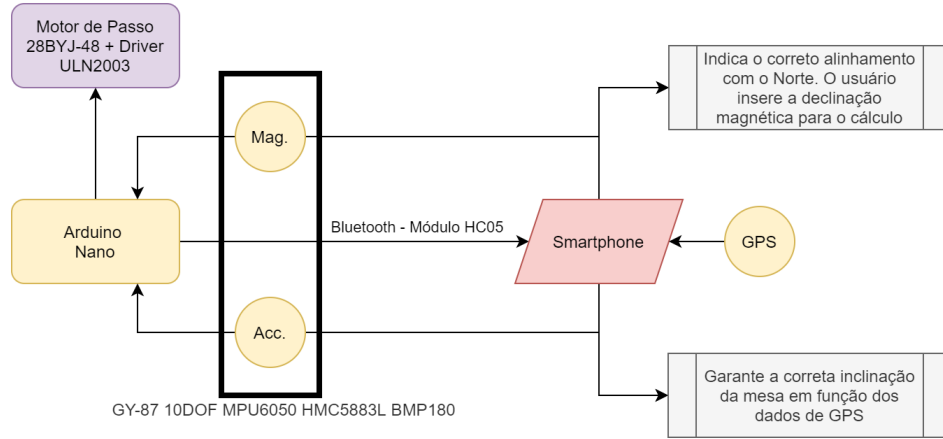 Motor de Passo
28BYJ-48 + Driver
ULN2003
Indica o correto alinhamento
com o Norte. O usuário
insere a declinação
magnética para o cálculo
Mag.
Arduino
Nano
Bluetooth - Módulo HC05
Smartphone
GPS
Acc.
Garante a correta inclinação
da mesa em função dos
dados de GPS
GY-87 10DOF MPU6050 HMC5883L BMP180